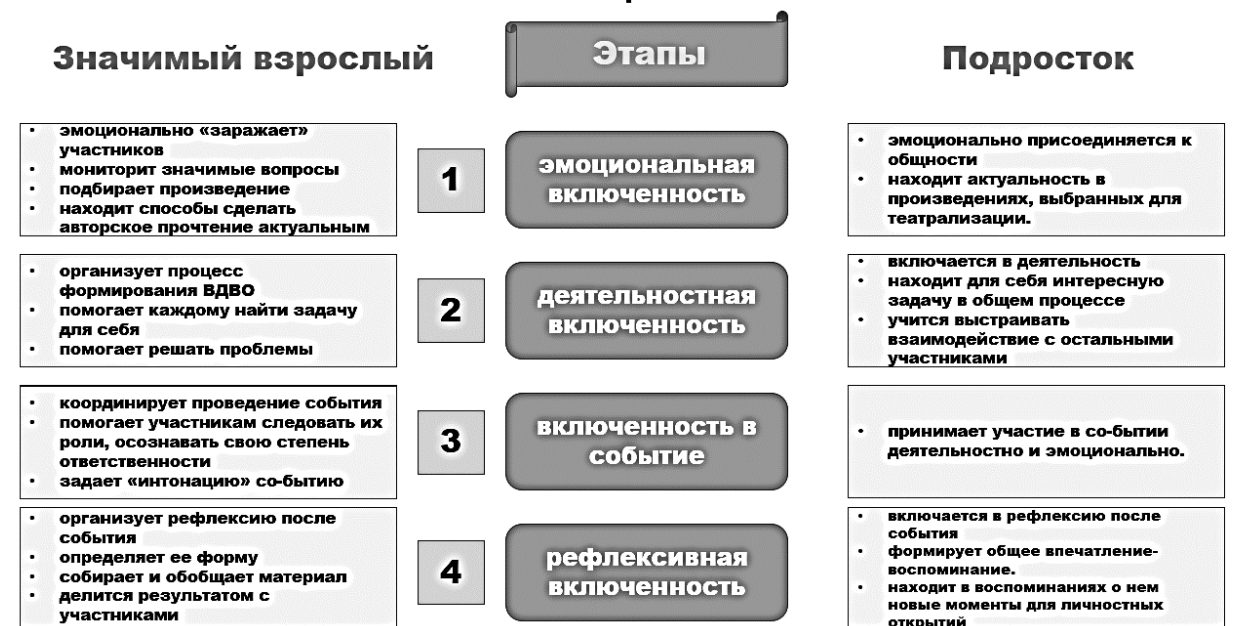 Значимый взрослый
Этапы
Подросток
• эмоционально «заражает»
участников
• мониторит значимые вопросы
• подбирает произведение
• находит способы сделать
авторское прочтение актуальным
1
эмоциональная
включенность
• эмоционально присоединяется к
общности
• находит актуальность в
произведениях, выбранных для
театрализации.
• организует процесс
формирования ВДВО
• помогает каждому найти задачу
для себя
• помогает решать проблемы
2
деятельностная
включенность
• включается в деятельность
• находит для себя интересную
задачу в общем процессе
• учится выстраивать
взаимодействие с остальными
участниками
• координирует проведение события
• помогает участникам следовать их
роли, осознавать свою степень
ответственности
• задает «интонацию» со-бытию
3
включенность в
событие
• принимает участие в со-бытии
деятельностно и эмоционально.
• организует рефлексию после
события
• определяет ее форму
• собирает и обобщает материал
• делится результатом с
участниками
4
рефлексивная
включенность
• включается в рефлексию после
события
• формирует общее впечатление-
воспоминание.
• находит в воспоминаниях о нем
новые моменты для личностных
открытий